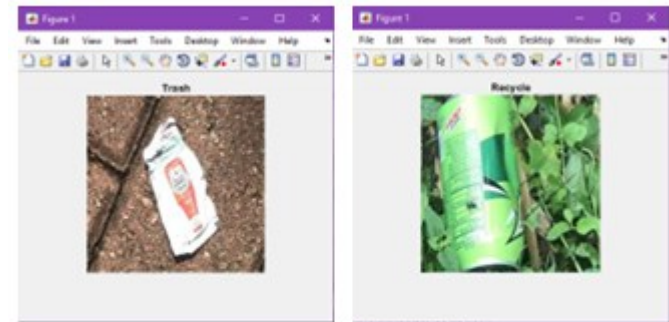 Figure 1
File Edit View Insert Tools Desktop Window Help
Trash
Figure 1
File Edit View Insert Tools Desktop Window Help
Recycle